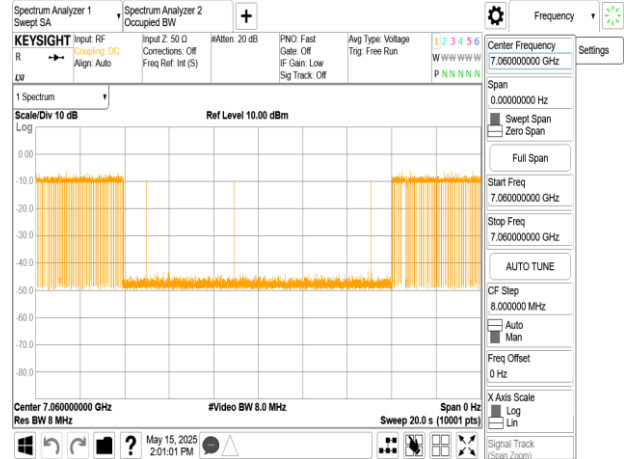 Spectrum Analyzer 1
Swept SA
Spectrum Analyzer 2
Occupied BW
+
Frequency
KEYSIGHT
R
LW
Input: RF
Coupling: DC
Align: Auto
Input Z: 50 Ω
Corrections: Off
Freq Ref: Int (S)
#Atten: 20 dB
PNO: Fast
Gate: Off
IF Gain: Low
Sig Track: Off
Avg Type: Voltage
Trig: Free Run
1 2 3 4 5 6
W W W W W W
P N N N N N
Center Frequency
7.060000000 GHz
Settings
Span
0.00000000 Hz
Swept Span
Zero Span
Full Span
Start Freq
7.060000000 GHz
Stop Freq
7.060000000 GHz
AUTO TUNE
CF Step
8.000000 MHz
Auto
Man
Freq Offset
0 Hz
X Axis Scale
Log
Lin
Signal Track
(Span Zoom)
1 Spectrum
Scale/Div 10 dB
Ref Level 10.00 dBm
Log
0.00
-10.0
-20.0
-30.0
-40.0
-50.0
-60.0
-70.0
-80.0
Center 7.060000000 GHz
#Video BW 8.0 MHz
Span 0 Hz
Res BW 8 MHz
Sweep 20.0 s (10001 pts)
?
May 15, 2025
2:01:01 PM